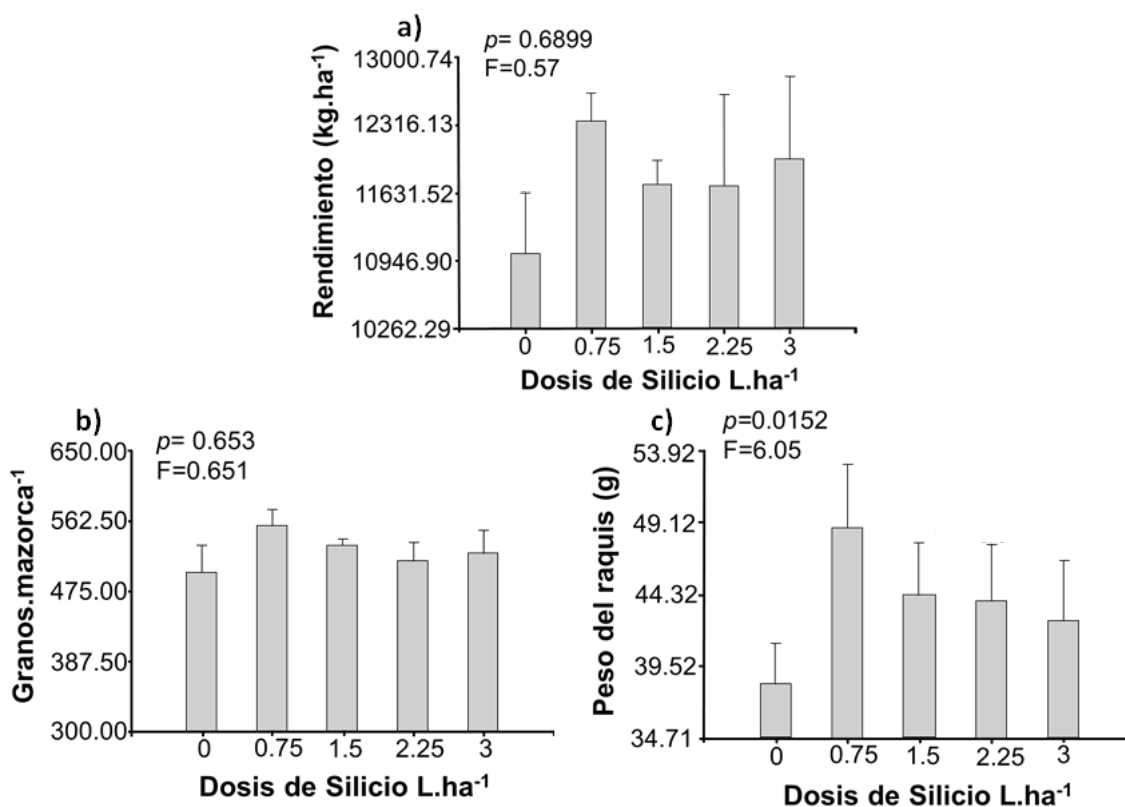 a)
p= 0.6899
F=0.57
Rendimiento (kg.ha⁻¹)
13000.74
12316.13
11631.52
10946.90
10262.29
0 0.75 1.5 2.25 3
Dosis de Silicio L.ha⁻¹
b)
p= 0.653
F=0.651
Granos.mazorca⁻¹
650.00
562.50
475.00
387.50
300.00
0 0.75 1.5 2.25 3
Dosis de Silicio L.ha⁻¹
c)
p=0.0152
F=6.05
Peso del raquis (g)
53.92
49.12
44.32
39.52
34.71
0 0.75 1.5 2.25 3
Dosis de Silicio L.ha⁻¹